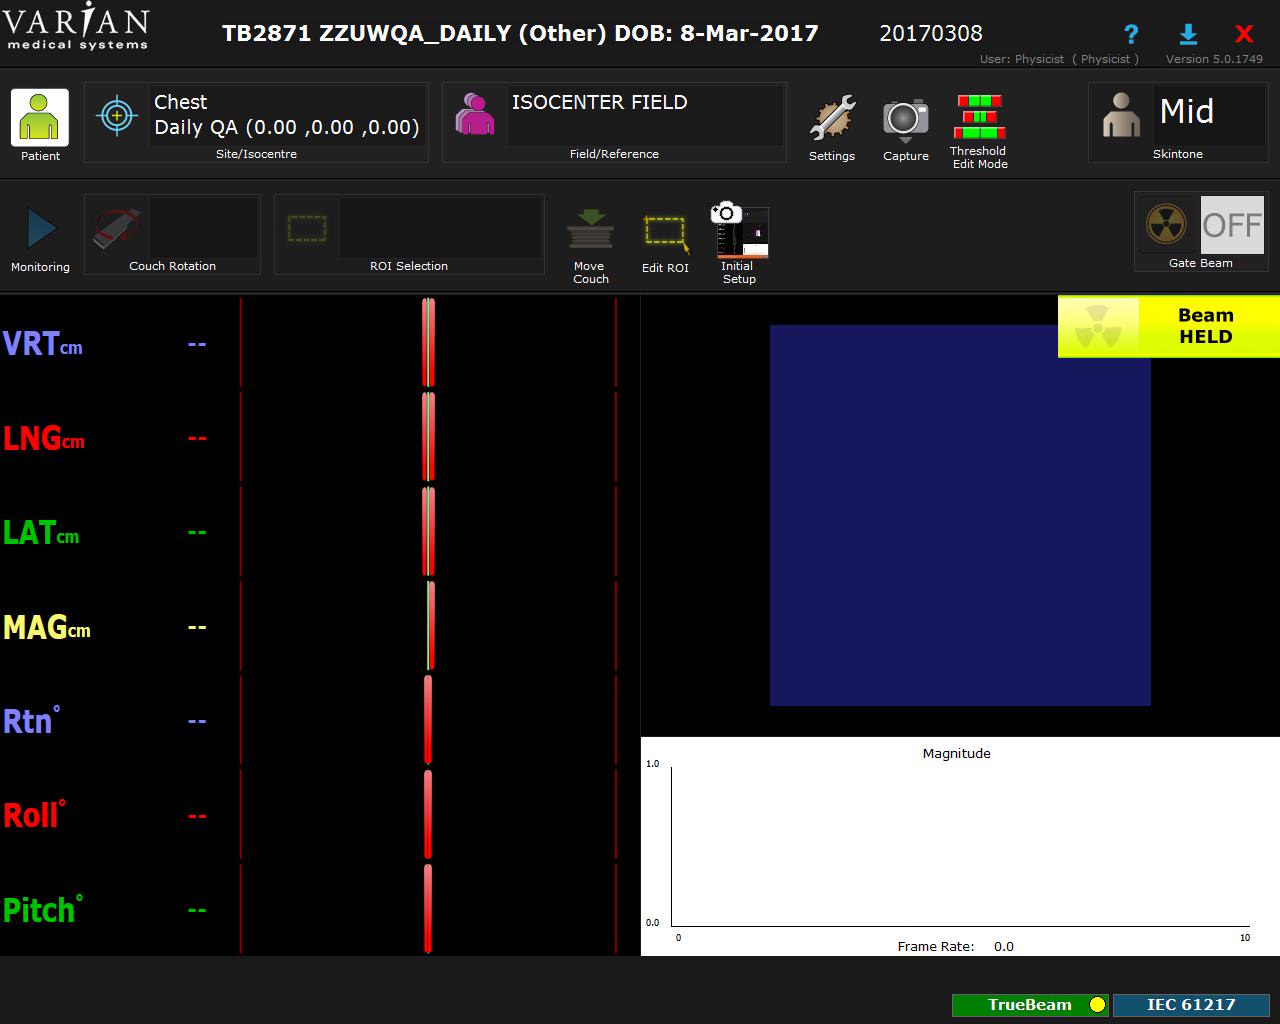 VARIAN
medical systems
TB2871 ZZUWQA_DAILY (Other) DOB: 8-Mar-2017
20170308
?
X
User: Physicist ( Physicist )
Version 5.0.1749
Patient
Chest
Daily QA (0.00 ,0.00 ,0.00)
Site/Isocentre
ISOCENTER FIELD
Field/Reference
Settings
Capture
Threshold
Edit Mode
Mid
Skintone
Monitoring
Couch Rotation
ROI Selection
Move
Couch
Edit ROI
Initial
Setup
OFF
Gate Beam
VRTcm --
LNGcm --
LATcm --
MAGcm --
Rtn° --
Roll° --
Pitch° --
Beam
HELD
Magnitude
1.0
0.0
0
10
Frame Rate: 0.0
TrueBeam
IEC 61217